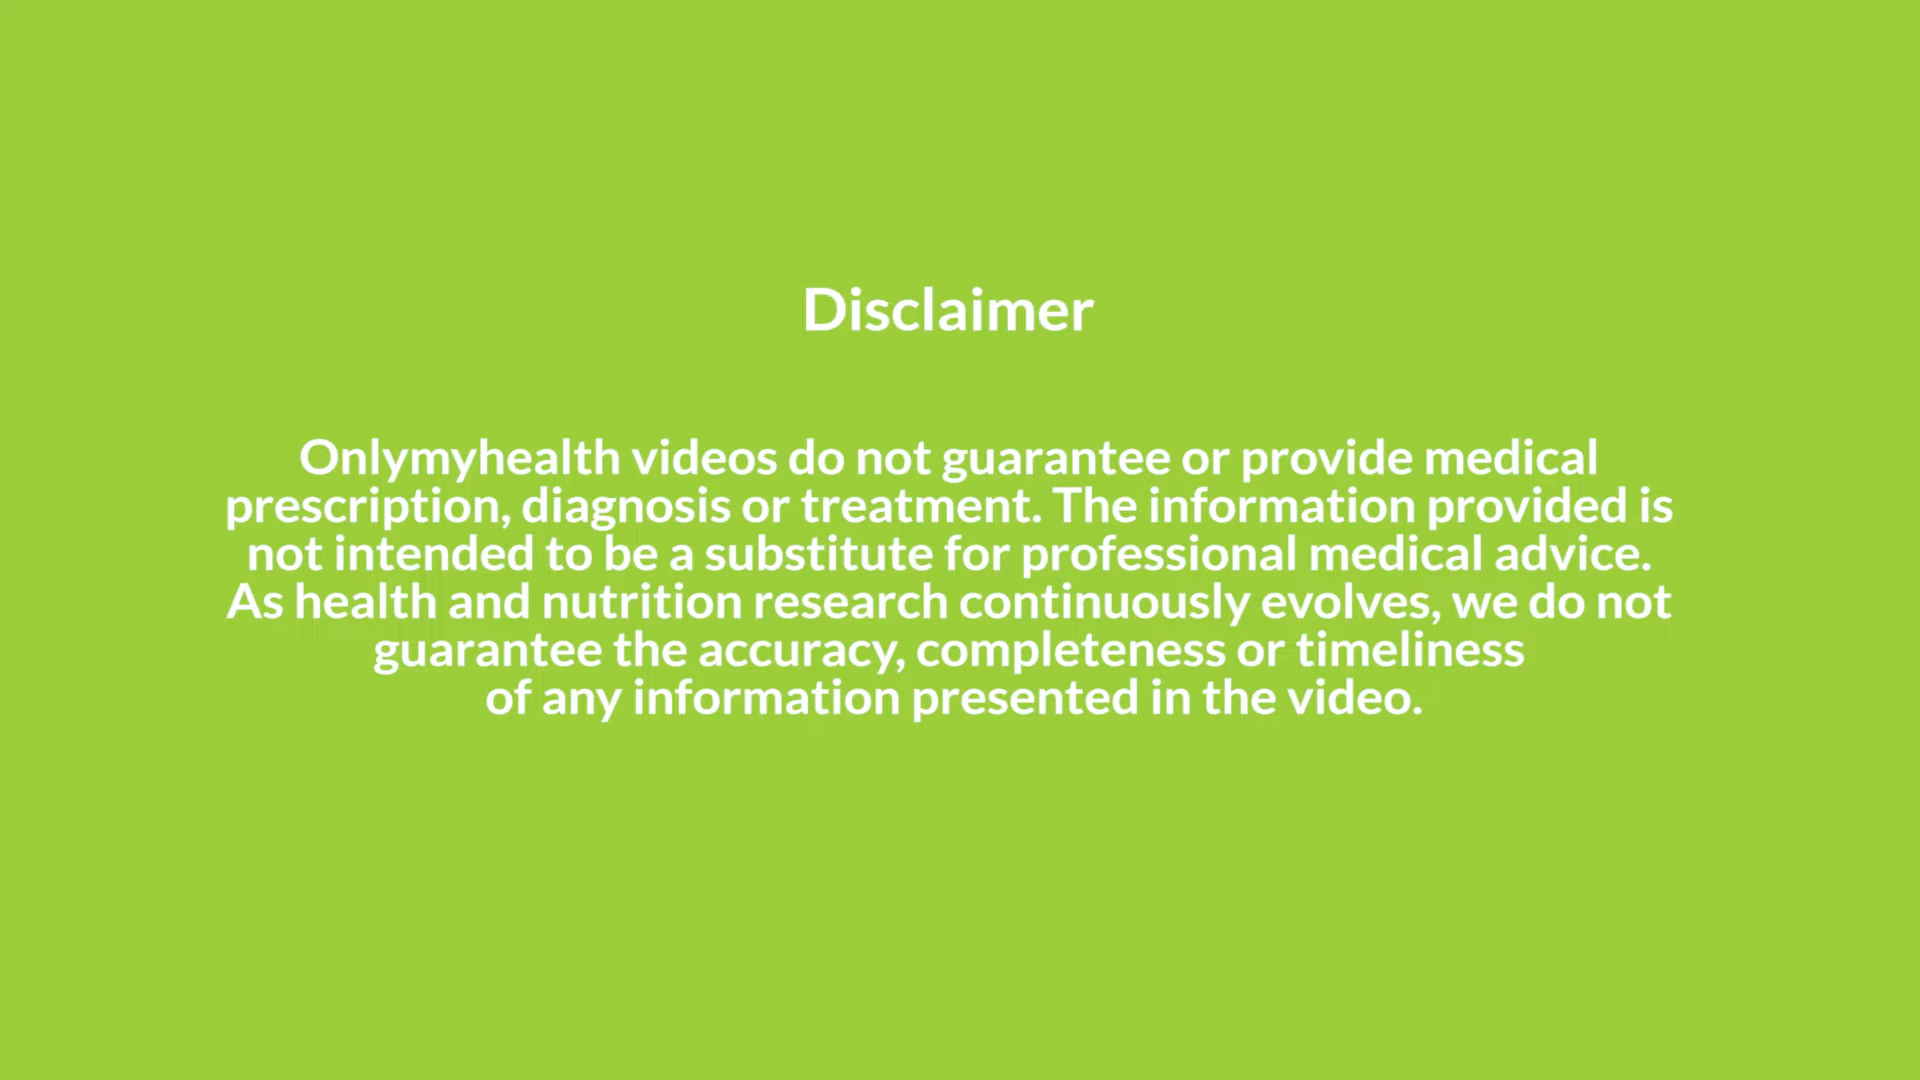 Disclaimer
Onlymyhealth videos do not guarantee or provide medical
prescription, diagnosis or treatment. The information provided is
not intended to be a substitute for professional medical advice.
As health and nutrition research continuously evolves, we do not
guarantee the accuracy, completeness or timeliness
of any information presented in the video.